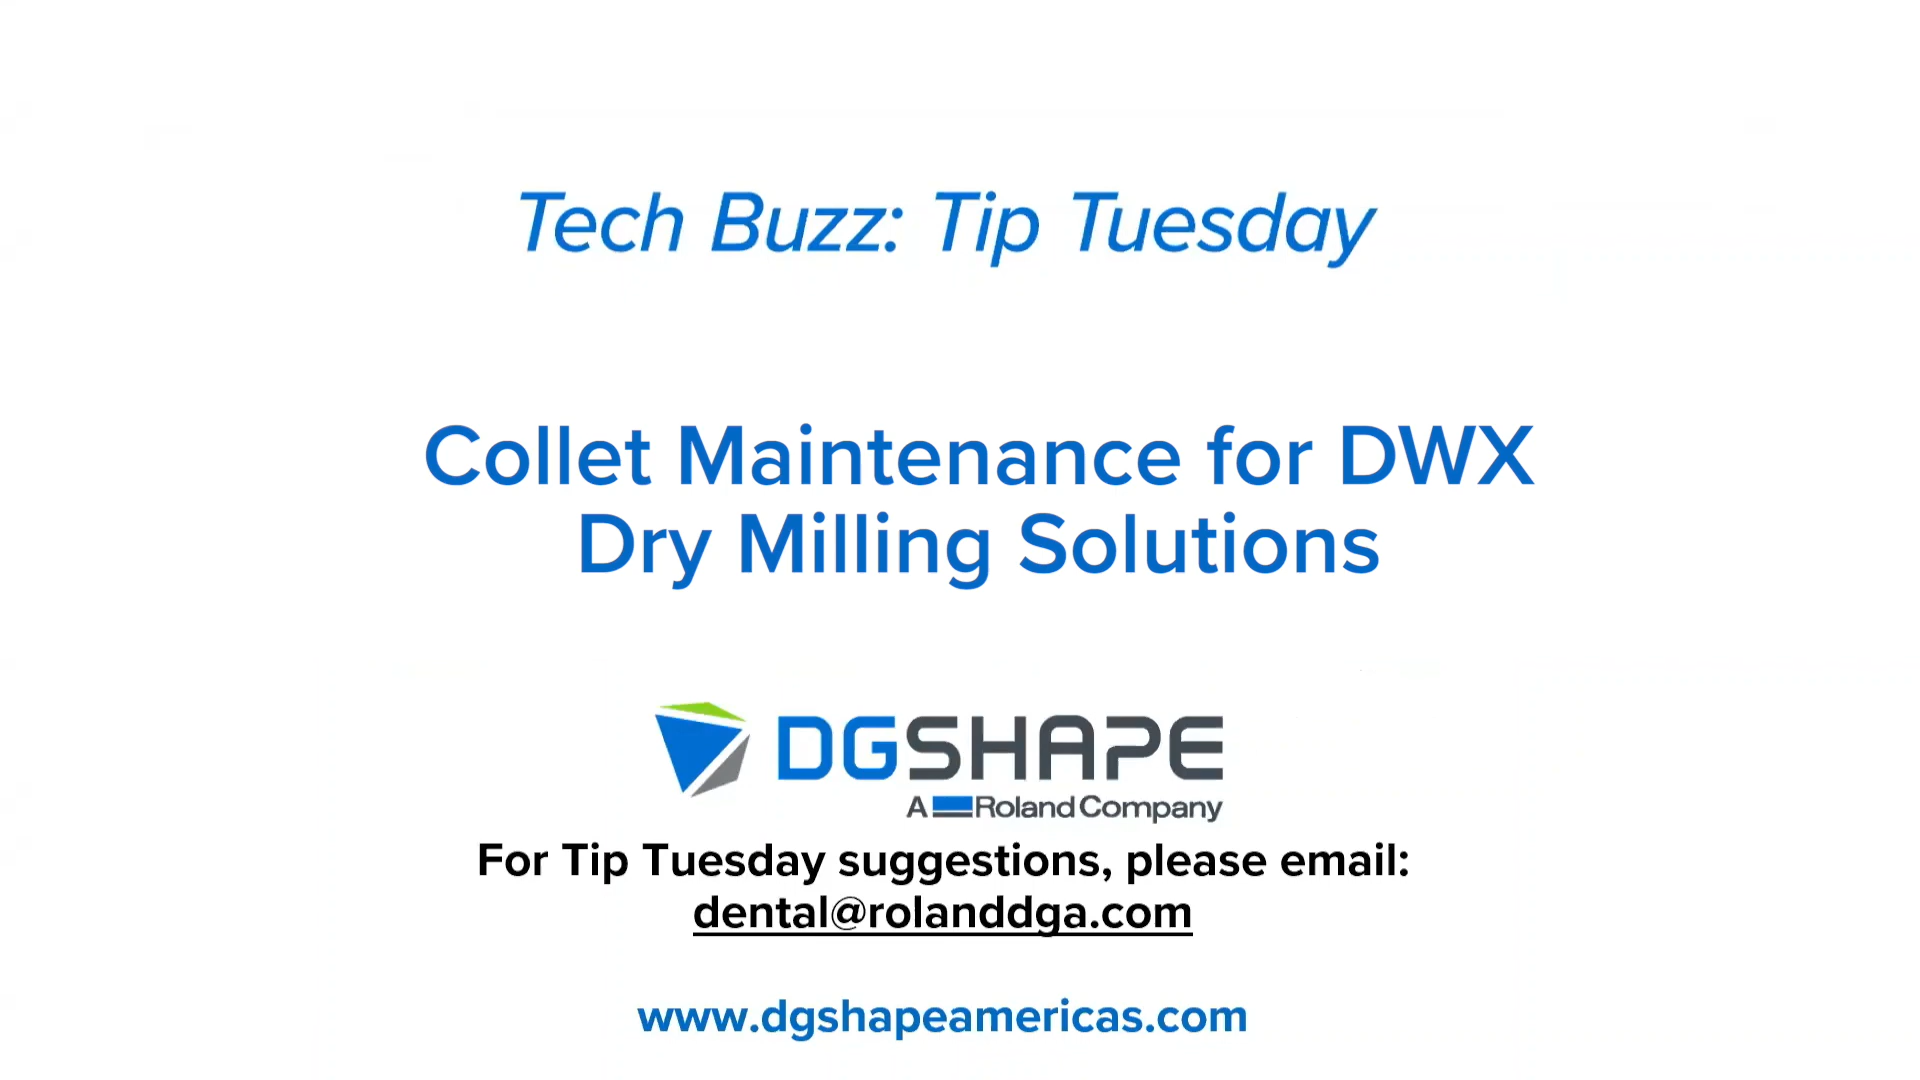 Tech Buzz: Tip Tuesday
Collet Maintenance for DWX
Dry Milling Solutions
DGSHAPE
A Roland Company
For Tip Tuesday suggestions, please email:
dental@rolanddga.com
www.dgshapeamericas.com